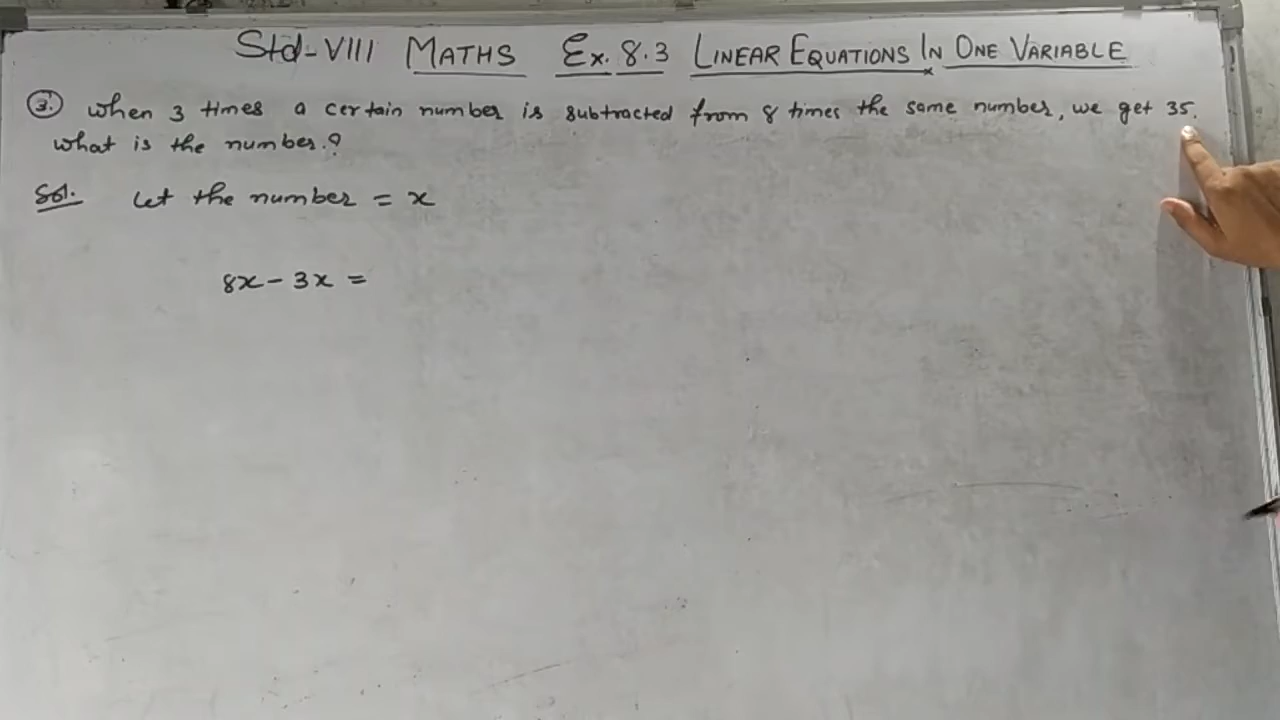 Std-VIII MATHS Ex. 8.3 LINEAR EQUATIONS IN ONE VARIABLE
3. when 3 times a certain number is subtracted from 8 times the same number, we get 35.
what is the number.?
Sol. Let the number = x
8x - 3x =